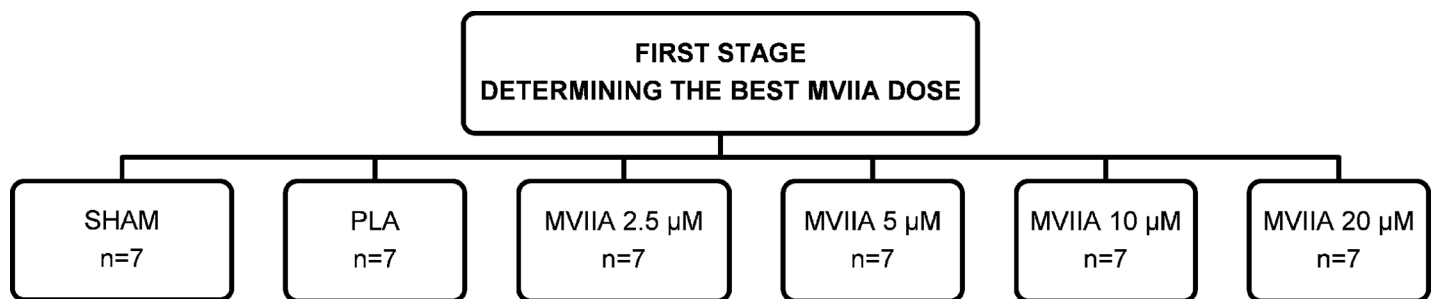 FIRST STAGE
DETERMINING THE BEST MVIIA DOSE
SHAM
n=7
PLA
n=7
MVIIA 2.5 µM
n=7
MVIIA 5 µM
n=7
MVIIA 10 µM
n=7
MVIIA 20 µM
n=7